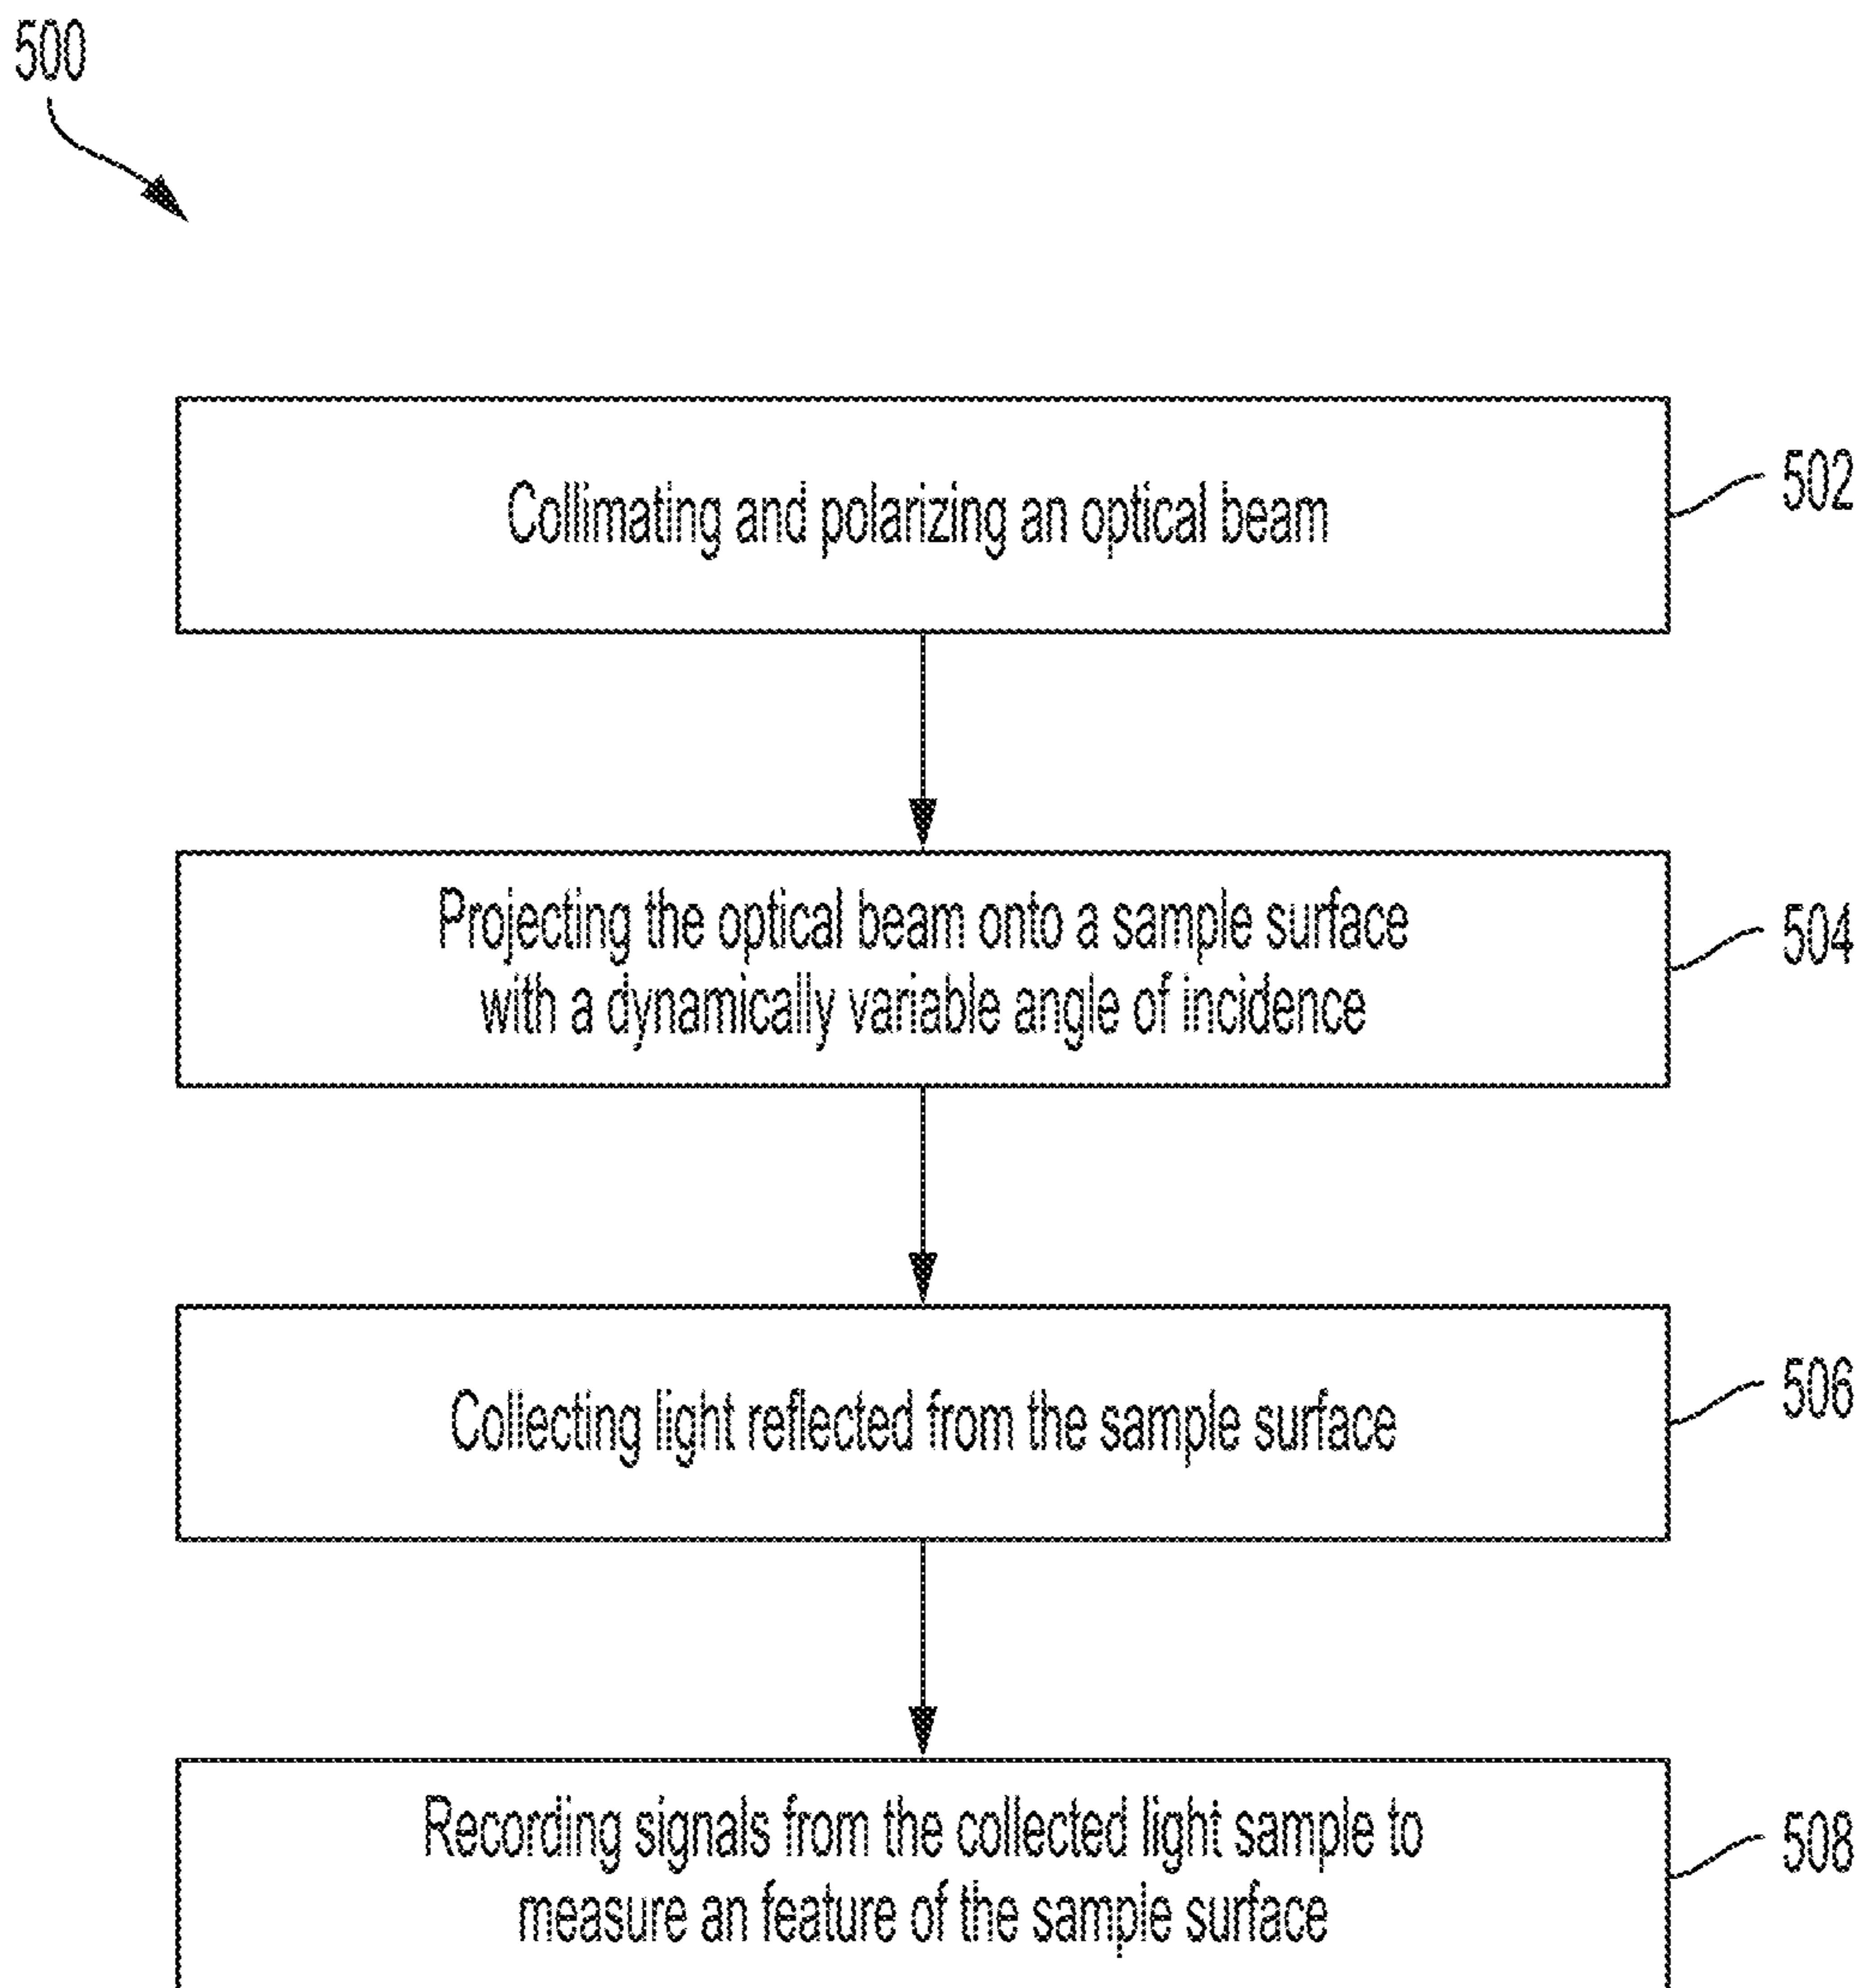 500
Collimating and polarizing an optical beam
502
Projecting the optical beam onto a sample surface
with a dynamically variable angle of incidence
504
Collecting light reflected from the sample surface
506
Recording signals from the collected light sample to
measure an feature of the sample surface
508